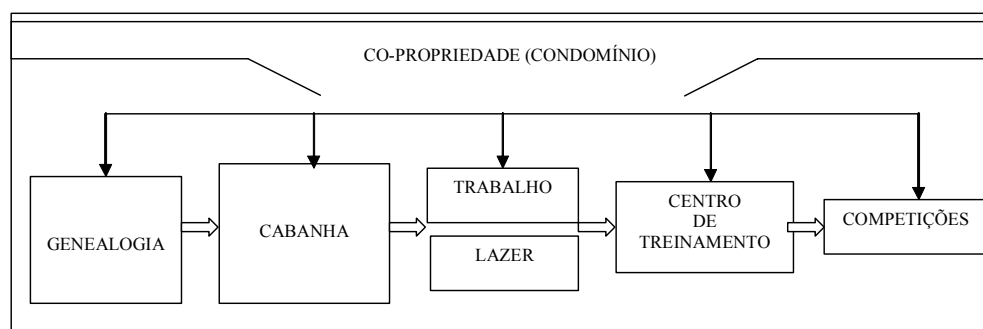 CO-PROPRIEDADE (CONDOMÍNIO)
GENEALOGIA
CABANHA
TRABALHO
LAZER
CENTRO
DE
TREINAMENTO
COMPETIÇÕES